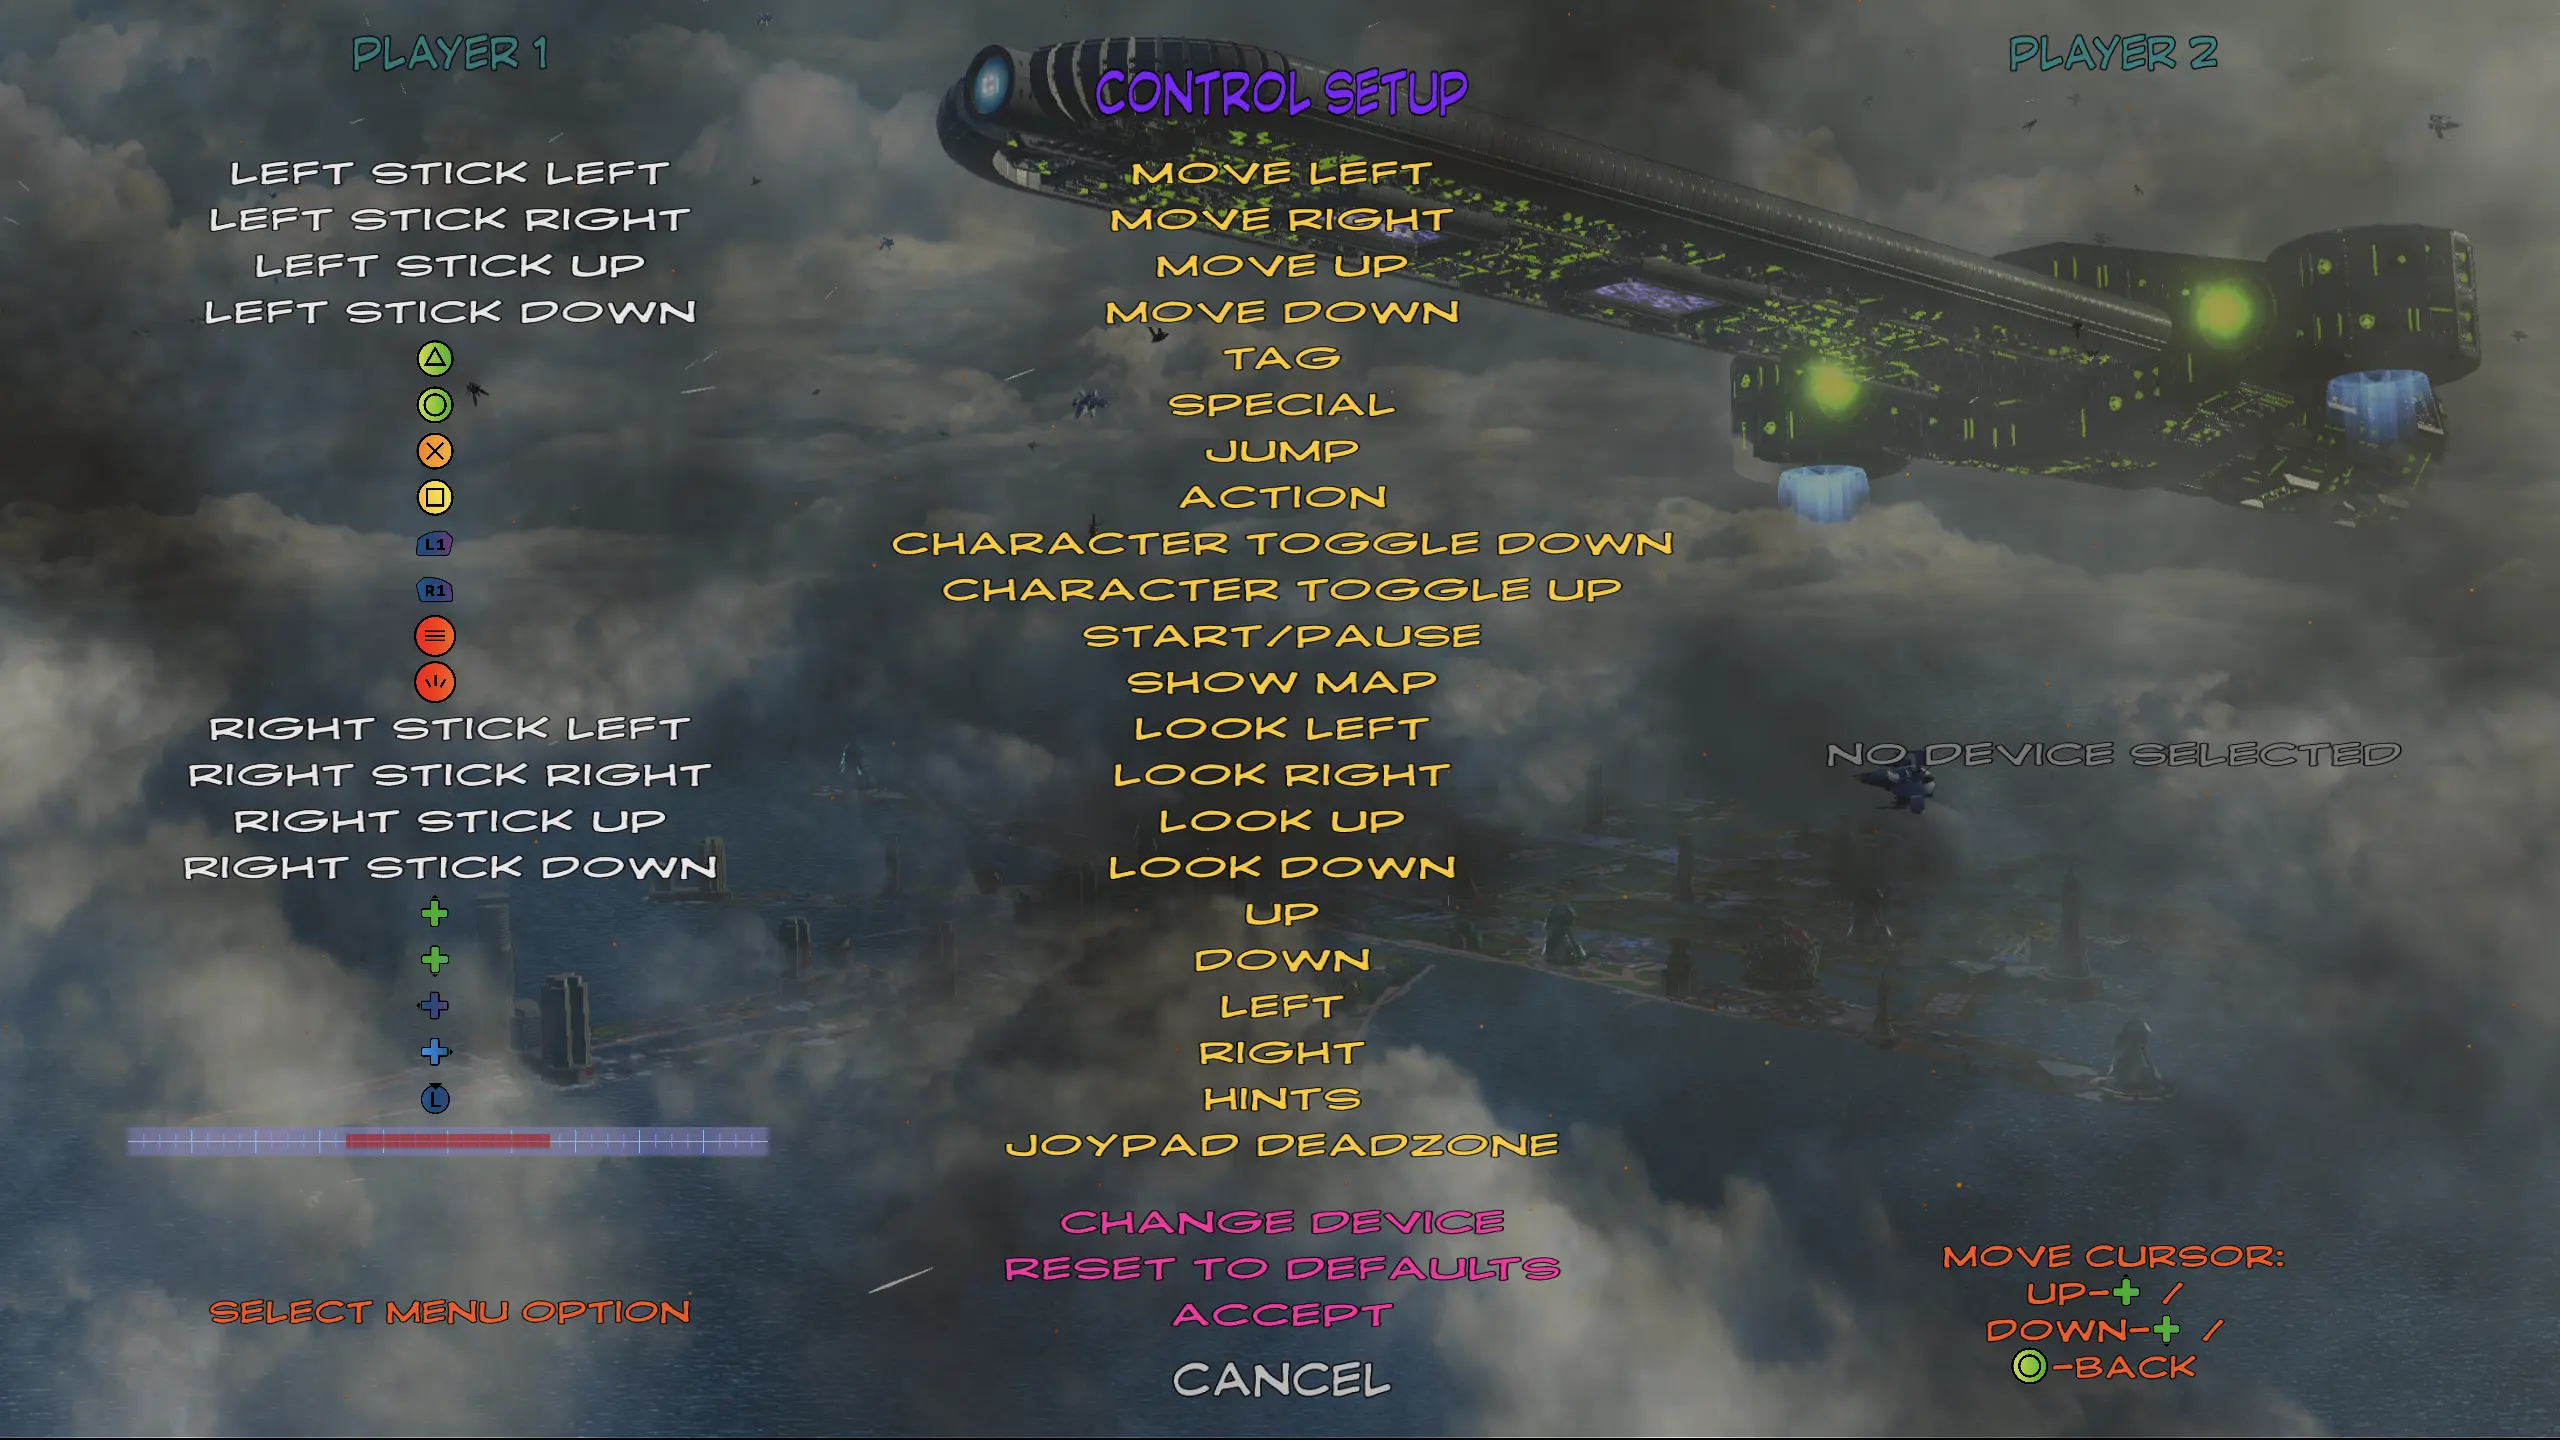 PLAYER 1
PLAYER 2
CONTROL SETUP
LEFT STICK LEFT MOVE LEFT
LEFT STICK RIGHT MOVE RIGHT
LEFT STICK UP MOVE UP
LEFT STICK DOWN MOVE DOWN
TAG
SPECIAL
JUMP
ACTION
L1 CHARACTER TOGGLE DOWN
R1 CHARACTER TOGGLE UP
START/PAUSE
SHOW MAP
RIGHT STICK LEFT LOOK LEFT
RIGHT STICK RIGHT LOOK RIGHT
NO DEVICE SELECTED
RIGHT STICK UP LOOK UP
RIGHT STICK DOWN LOOK DOWN
UP
DOWN
LEFT
RIGHT
L HINTS
JOYPAD DEADZONE
CHANGE DEVICE
RESET TO DEFAULTS
ACCEPT
CANCEL
SELECT MENU OPTION
MOVE CURSOR:
UP- /
DOWN- /
-BACK